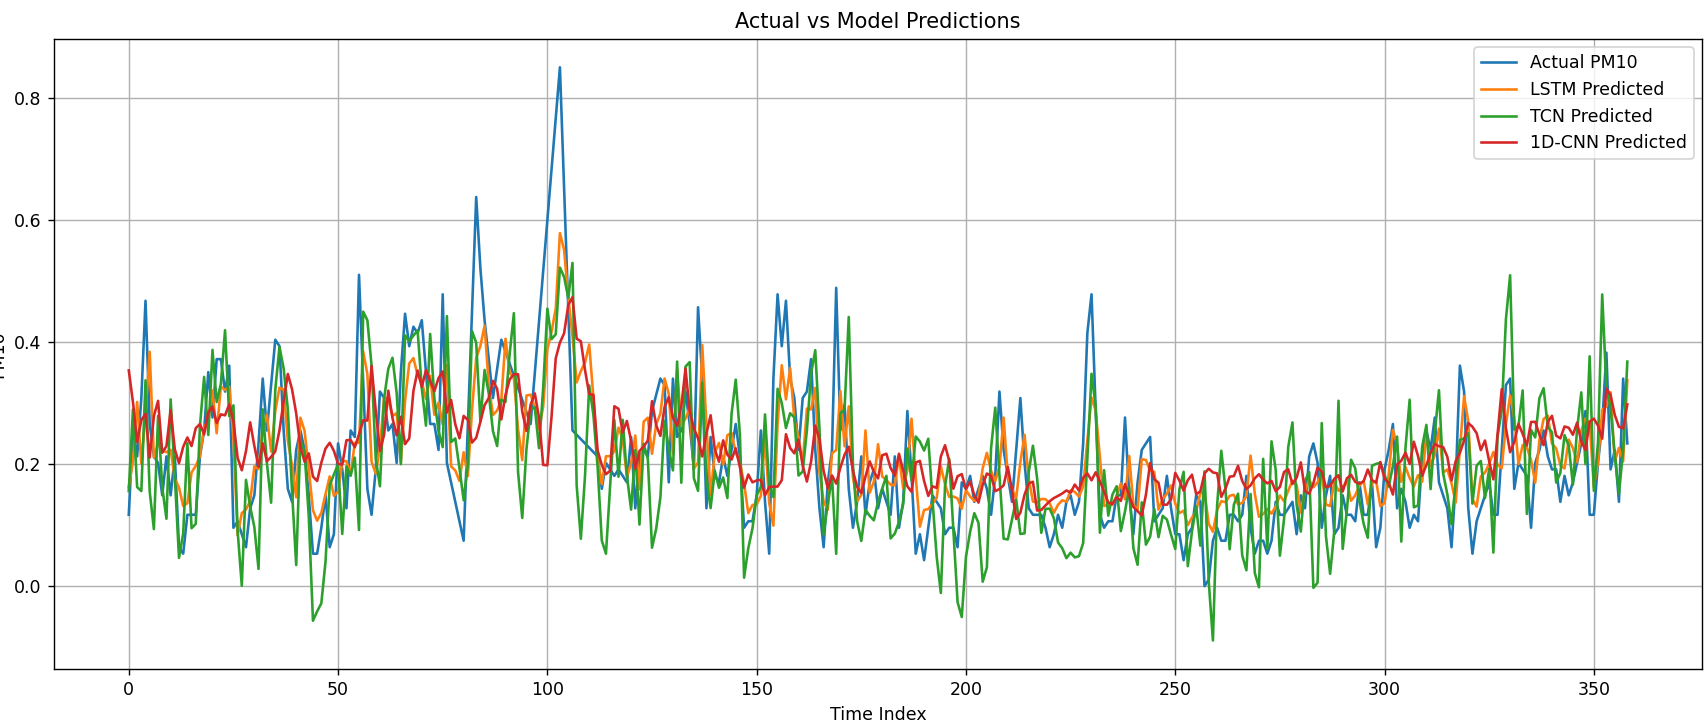 Actual vs Model Predictions
Actual PM10
LSTM Predicted
TCN Predicted
1D-CNN Predicted
0.8
0.6
0.4
0.2
0.0
0 50 100 150 200 250 300 350
Time Index